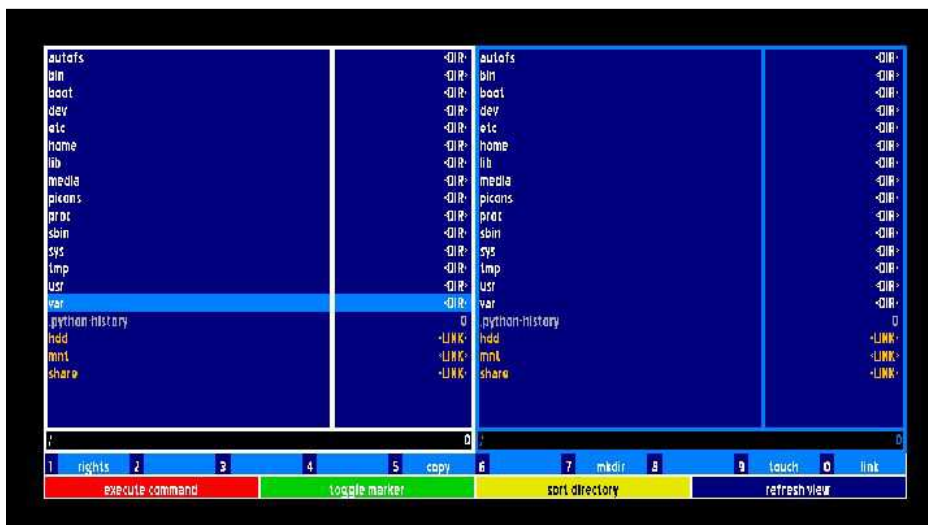 autofs <DIR> autofs <DIR>
bin <DIR> bin <DIR>
boot <DIR> boot <DIR>
dev <DIR> dev <DIR>
etc <DIR> etc <DIR>
home <DIR> home <DIR>
lib <DIR> lib <DIR>
media <DIR> media <DIR>
picons <DIR> picons <DIR>
proc <DIR> proc <DIR>
sbin <DIR> sbin <DIR>
sys <DIR> sys <DIR>
tmp <DIR> tmp <DIR>
usr <DIR> usr <DIR>
var <DIR> var <DIR>
.python-history 0 .python-history 0
hdd <LINK> hdd <LINK>
mnt <LINK> mnt <LINK>
share <LINK> share <LINK>
/ 0 / 0
1 rights 2 3 4 5 copy 6 7 mkdir 8 9 touch 0 link
execute command toggle marker sort directory refresh view